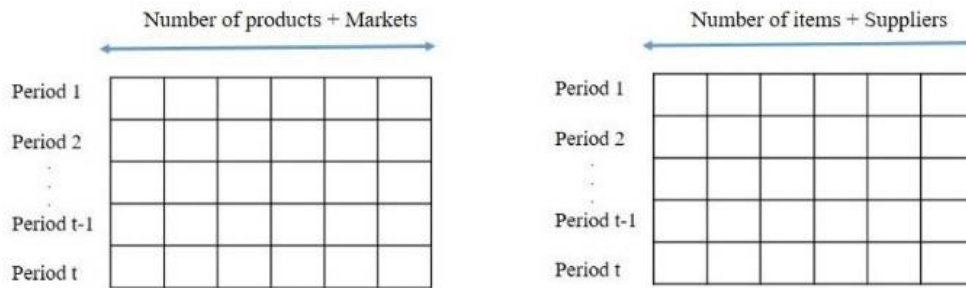 Number of products + Markets
Period 1
Period 2
.
.
.
Period t-1
Period t
Number of items + Suppliers
Period 1
Period 2
.
.
.
Period t-1
Period t